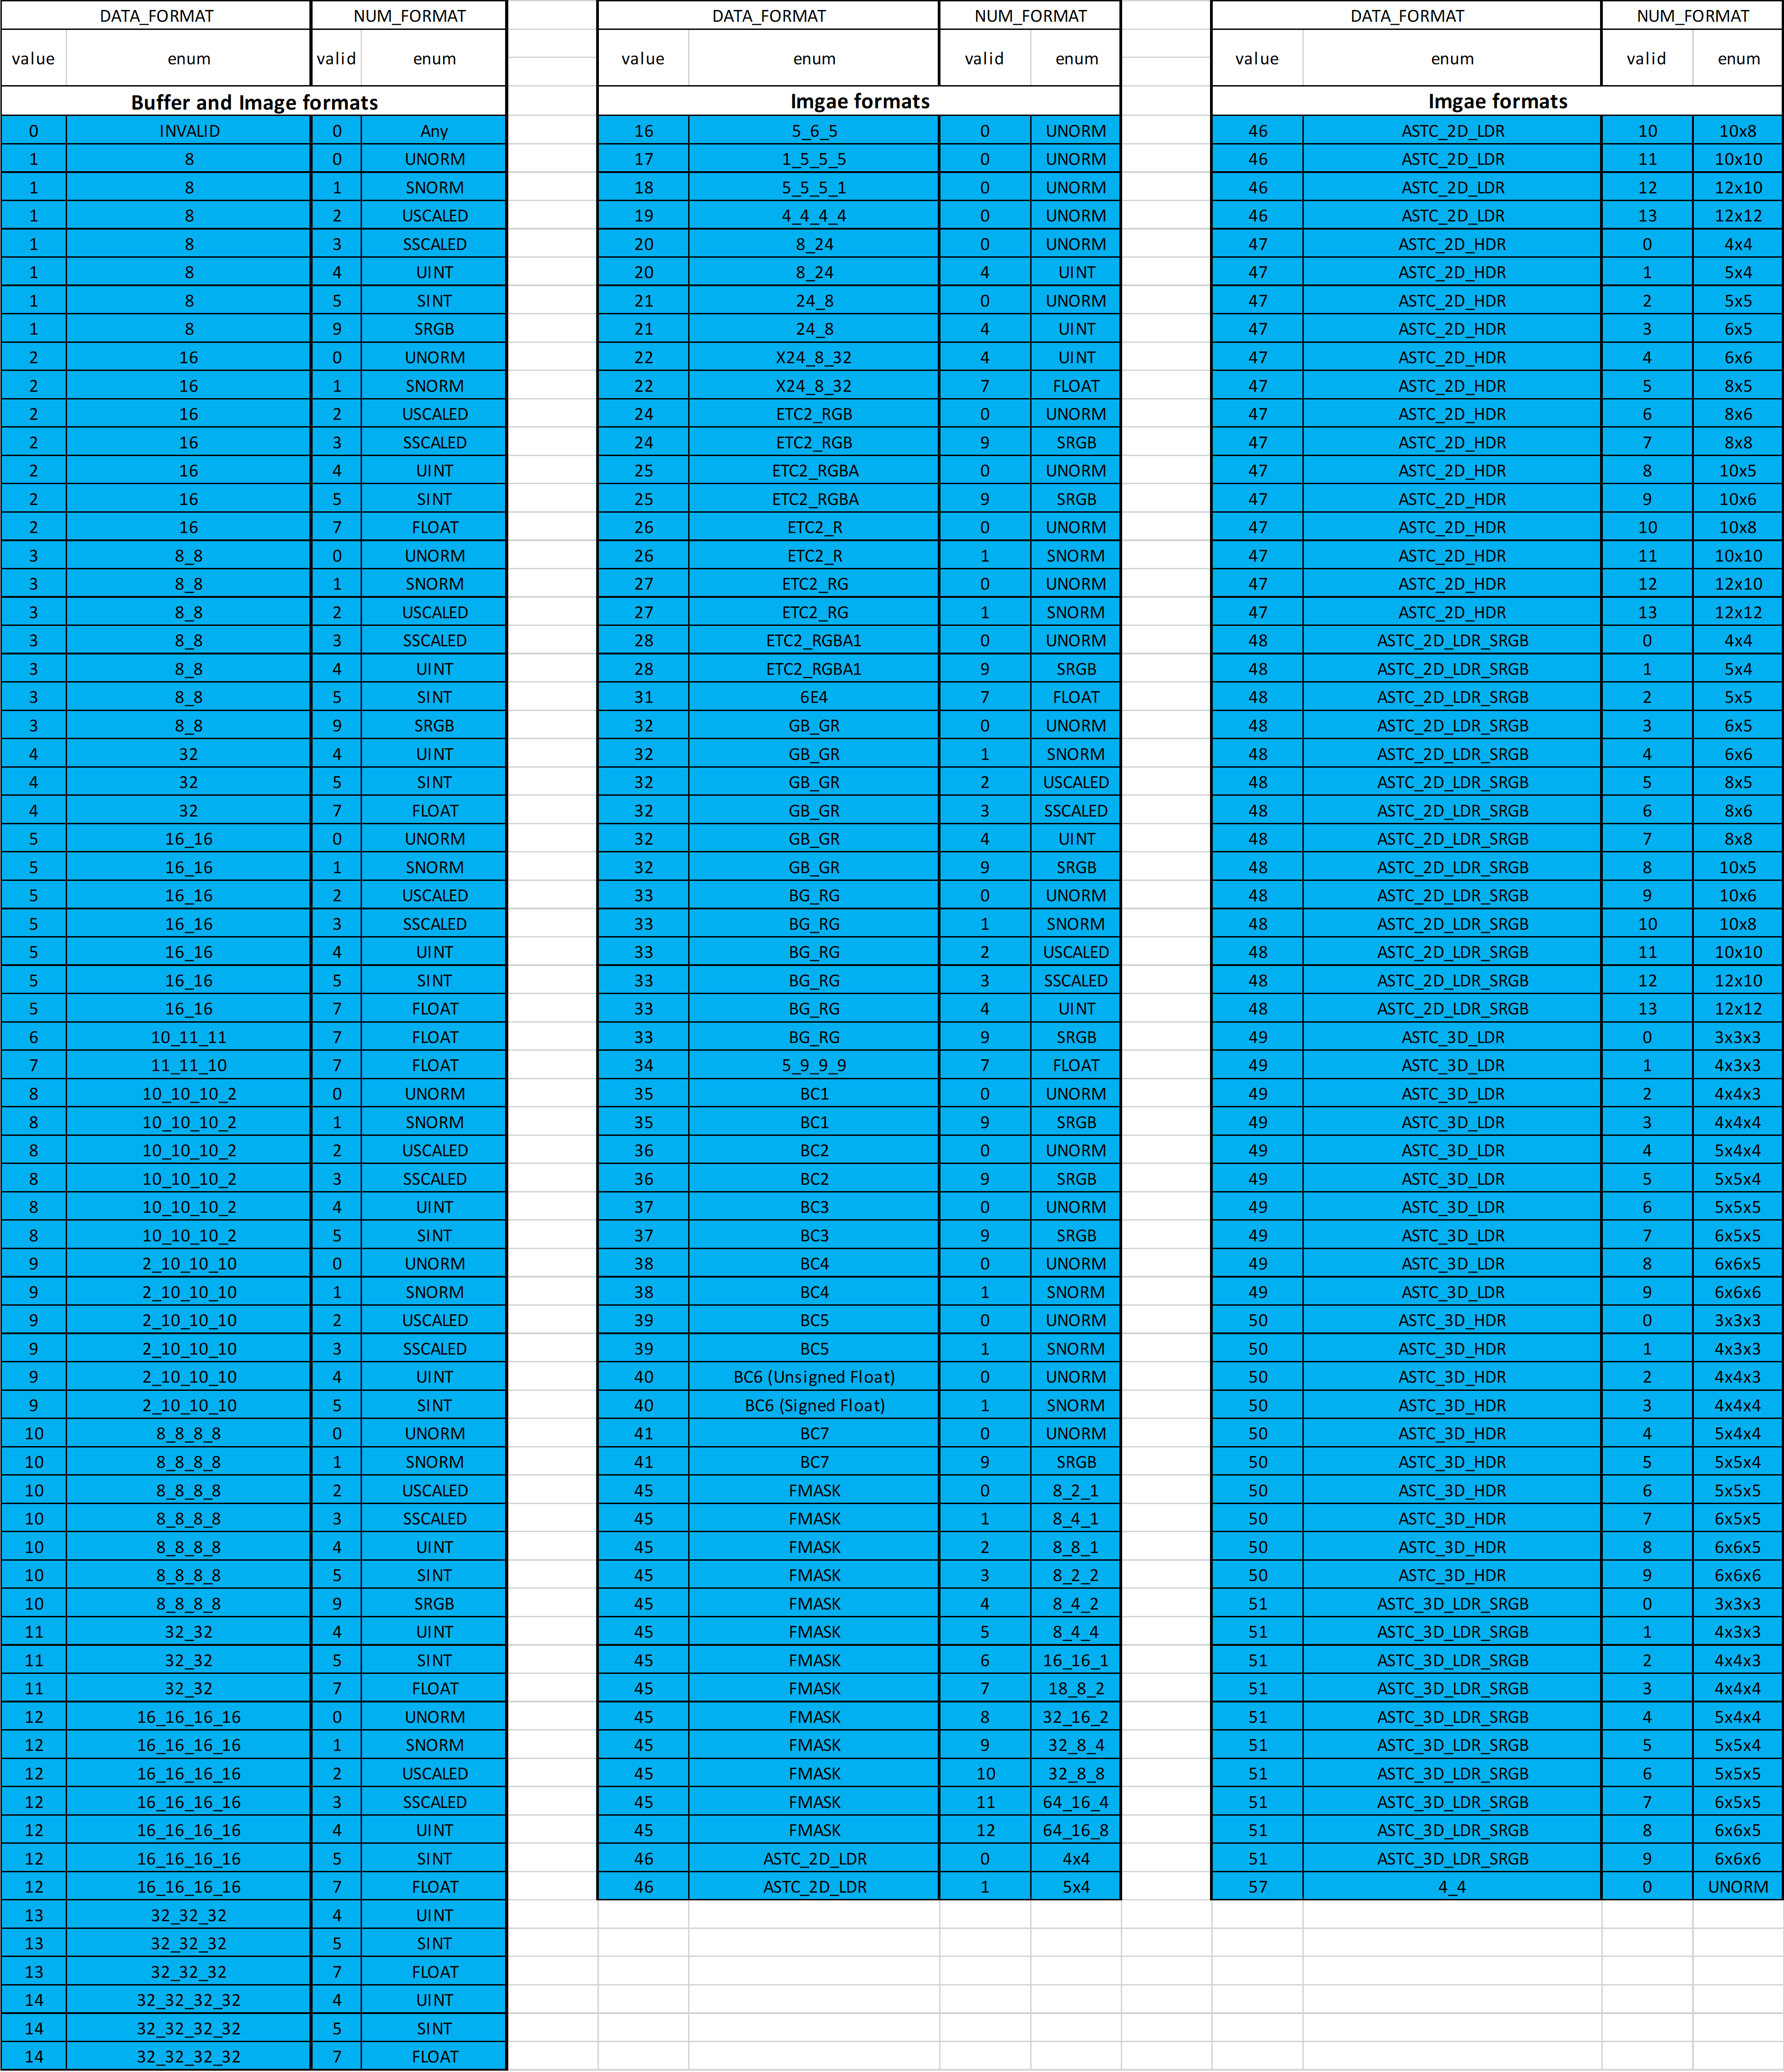 DATA_FORMAT NUM_FORMAT
value enum valid enum
Buffer and Image formats
0 INVALID 0 Any
1 8 0 UNORM
1 8 1 SNORM
1 8 2 USCALED
1 8 3 SSCALED
1 8 4 UINT
1 8 5 SINT
1 8 9 SRGB
2 16 0 UNORM
2 16 1 SNORM
2 16 2 USCALED
2 16 3 SSCALED
2 16 4 UINT
2 16 5 SINT
2 16 7 FLOAT
3 8_8 0 UNORM
3 8_8 1 SNORM
3 8_8 2 USCALED
3 8_8 3 SSCALED
3 8_8 4 UINT
3 8_8 5 SINT
3 8_8 9 SRGB
4 32 4 UINT
4 32 5 SINT
4 32 7 FLOAT
5 16_16 0 UNORM
5 16_16 1 SNORM
5 16_16 2 USCALED
5 16_16 3 SSCALED
5 16_16 4 UINT
5 16_16 5 SINT
5 16_16 7 FLOAT
6 10_11_11 7 FLOAT
7 11_11_10 7 FLOAT
8 10_10_10_2 0 UNORM
8 10_10_10_2 1 SNORM
8 10_10_10_2 2 USCALED
8 10_10_10_2 3 SSCALED
8 10_10_10_2 4 UINT
8 10_10_10_2 5 SINT
9 2_10_10_10 0 UNORM
9 2_10_10_10 1 SNORM
9 2_10_10_10 2 USCALED
9 2_10_10_10 3 SSCALED
9 2_10_10_10 4 UINT
9 2_10_10_10 5 SINT
10 8_8_8_8 0 UNORM
10 8_8_8_8 1 SNORM
10 8_8_8_8 2 USCALED
10 8_8_8_8 3 SSCALED
10 8_8_8_8 4 UINT
10 8_8_8_8 5 SINT
10 8_8_8_8 9 SRGB
11 32_32 4 UINT
11 32_32 5 SINT
11 32_32 7 FLOAT
12 16_16_16_16 0 UNORM
12 16_16_16_16 1 SNORM
12 16_16_16_16 2 USCALED
12 16_16_16_16 3 SSCALED
12 16_16_16_16 4 UINT
12 16_16_16_16 5 SINT
12 16_16_16_16 7 FLOAT
13 32_32_32 4 UINT
13 32_32_32 5 SINT
13 32_32_32 7 FLOAT
14 32_32_32_32 4 UINT
14 32_32_32_32 5 SINT
14 32_32_32_32 7 FLOAT
DATA_FORMAT NUM_FORMAT
value enum valid enum
Imgae formats
16 5_6_5 0 UNORM
17 1_5_5_5 0 UNORM
18 5_5_5_1 0 UNORM
19 4_4_4_4 0 UNORM
20 8_24 0 UNORM
20 8_24 4 UINT
21 24_8 0 UNORM
21 24_8 4 UINT
22 X24_8_32 4 UINT
22 X24_8_32 7 FLOAT
24 ETC2_RGB 0 UNORM
24 ETC2_RGB 9 SRGB
25 ETC2_RGBA 0 UNORM
25 ETC2_RGBA 9 SRGB
26 ETC2_R 0 UNORM
26 ETC2_R 1 SNORM
27 ETC2_RG 0 UNORM
27 ETC2_RG 1 SNORM
28 ETC2_RGBA1 0 UNORM
28 ETC2_RGBA1 9 SRGB
31 6E4 7 FLOAT
32 GB_GR 0 UNORM
32 GB_GR 1 SNORM
32 GB_GR 2 USCALED
32 GB_GR 3 SSCALED
32 GB_GR 4 UINT
32 GB_GR 9 SRGB
33 BG_RG 0 UNORM
33 BG_RG 1 SNORM
33 BG_RG 2 USCALED
33 BG_RG 3 SSCALED
33 BG_RG 4 UINT
33 BG_RG 9 SRGB
34 5_9_9_9 7 FLOAT
35 BC1 0 UNORM
35 BC1 9 SRGB
36 BC2 0 UNORM
36 BC2 9 SRGB
37 BC3 0 UNORM
37 BC3 9 SRGB
38 BC4 0 UNORM
38 BC4 1 SNORM
39 BC5 0 UNORM
39 BC5 1 SNORM
40 BC6 (Unsigned Float) 0 UNORM
40 BC6 (Signed Float) 1 SNORM
41 BC7 0 UNORM
41 BC7 9 SRGB
45 FMASK 0 8_2_1
45 FMASK 1 8_4_1
45 FMASK 2 8_8_1
45 FMASK 3 8_2_2
45 FMASK 4 8_4_2
45 FMASK 5 8_4_4
45 FMASK 6 16_16_1
45 FMASK 7 18_8_2
45 FMASK 8 32_16_2
45 FMASK 9 32_8_4
45 FMASK 10 32_8_8
45 FMASK 11 64_16_4
45 FMASK 12 64_16_8
46 ASTC_2D_LDR 0 4x4
46 ASTC_2D_LDR 1 5x4
DATA_FORMAT NUM_FORMAT
value enum valid enum
Imgae formats
46 ASTC_2D_LDR 10 10x8
46 ASTC_2D_LDR 11 10x10
46 ASTC_2D_LDR 12 12x10
46 ASTC_2D_LDR 13 12x12
47 ASTC_2D_HDR 0 4x4
47 ASTC_2D_HDR 1 5x4
47 ASTC_2D_HDR 2 5x5
47 ASTC_2D_HDR 3 6x5
47 ASTC_2D_HDR 4 6x6
47 ASTC_2D_HDR 5 8x5
47 ASTC_2D_HDR 6 8x6
47 ASTC_2D_HDR 7 8x8
47 ASTC_2D_HDR 8 10x5
47 ASTC_2D_HDR 9 10x6
47 ASTC_2D_HDR 10 10x8
47 ASTC_2D_HDR 11 10x10
47 ASTC_2D_HDR 12 12x10
47 ASTC_2D_HDR 13 12x12
48 ASTC_2D_LDR_SRGB 0 4x4
48 ASTC_2D_LDR_SRGB 1 5x4
48 ASTC_2D_LDR_SRGB 2 5x5
48 ASTC_2D_LDR_SRGB 3 6x5
48 ASTC_2D_LDR_SRGB 4 6x6
48 ASTC_2D_LDR_SRGB 5 8x5
48 ASTC_2D_LDR_SRGB 6 8x6
48 ASTC_2D_LDR_SRGB 7 8x8
48 ASTC_2D_LDR_SRGB 8 10x5
48 ASTC_2D_LDR_SRGB 9 10x6
48 ASTC_2D_LDR_SRGB 10 10x8
48 ASTC_2D_LDR_SRGB 11 10x10
48 ASTC_2D_LDR_SRGB 12 12x10
48 ASTC_2D_LDR_SRGB 13 12x12
49 ASTC_3D_LDR 0 3x3x3
49 ASTC_3D_LDR 1 4x3x3
49 ASTC_3D_LDR 2 4x4x3
49 ASTC_3D_LDR 3 4x4x4
49 ASTC_3D_LDR 4 5x4x4
49 ASTC_3D_LDR 5 5x5x4
49 ASTC_3D_LDR 6 5x5x5
49 ASTC_3D_LDR 7 6x5x5
49 ASTC_3D_LDR 8 6x6x5
49 ASTC_3D_LDR 9 6x6x6
50 ASTC_3D_HDR 0 3x3x3
50 ASTC_3D_HDR 1 4x3x3
50 ASTC_3D_HDR 2 4x4x3
50 ASTC_3D_HDR 3 4x4x4
50 ASTC_3D_HDR 4 5x4x4
50 ASTC_3D_HDR 5 5x5x4
50 ASTC_3D_HDR 6 5x5x5
50 ASTC_3D_HDR 7 6x5x5
50 ASTC_3D_HDR 8 6x6x5
50 ASTC_3D_HDR 9 6x6x6
51 ASTC_3D_LDR_SRGB 0 3x3x3
51 ASTC_3D_LDR_SRGB 1 4x3x3
51 ASTC_3D_LDR_SRGB 2 4x4x3
51 ASTC_3D_LDR_SRGB 3 4x4x4
51 ASTC_3D_LDR_SRGB 4 5x4x4
51 ASTC_3D_LDR_SRGB 5 5x5x4
51 ASTC_3D_LDR_SRGB 6 5x5x5
51 ASTC_3D_LDR_SRGB 7 6x5x5
51 ASTC_3D_LDR_SRGB 8 6x6x5
51 ASTC_3D_LDR_SRGB 9 6x6x6
57 4_4 0 UNORM